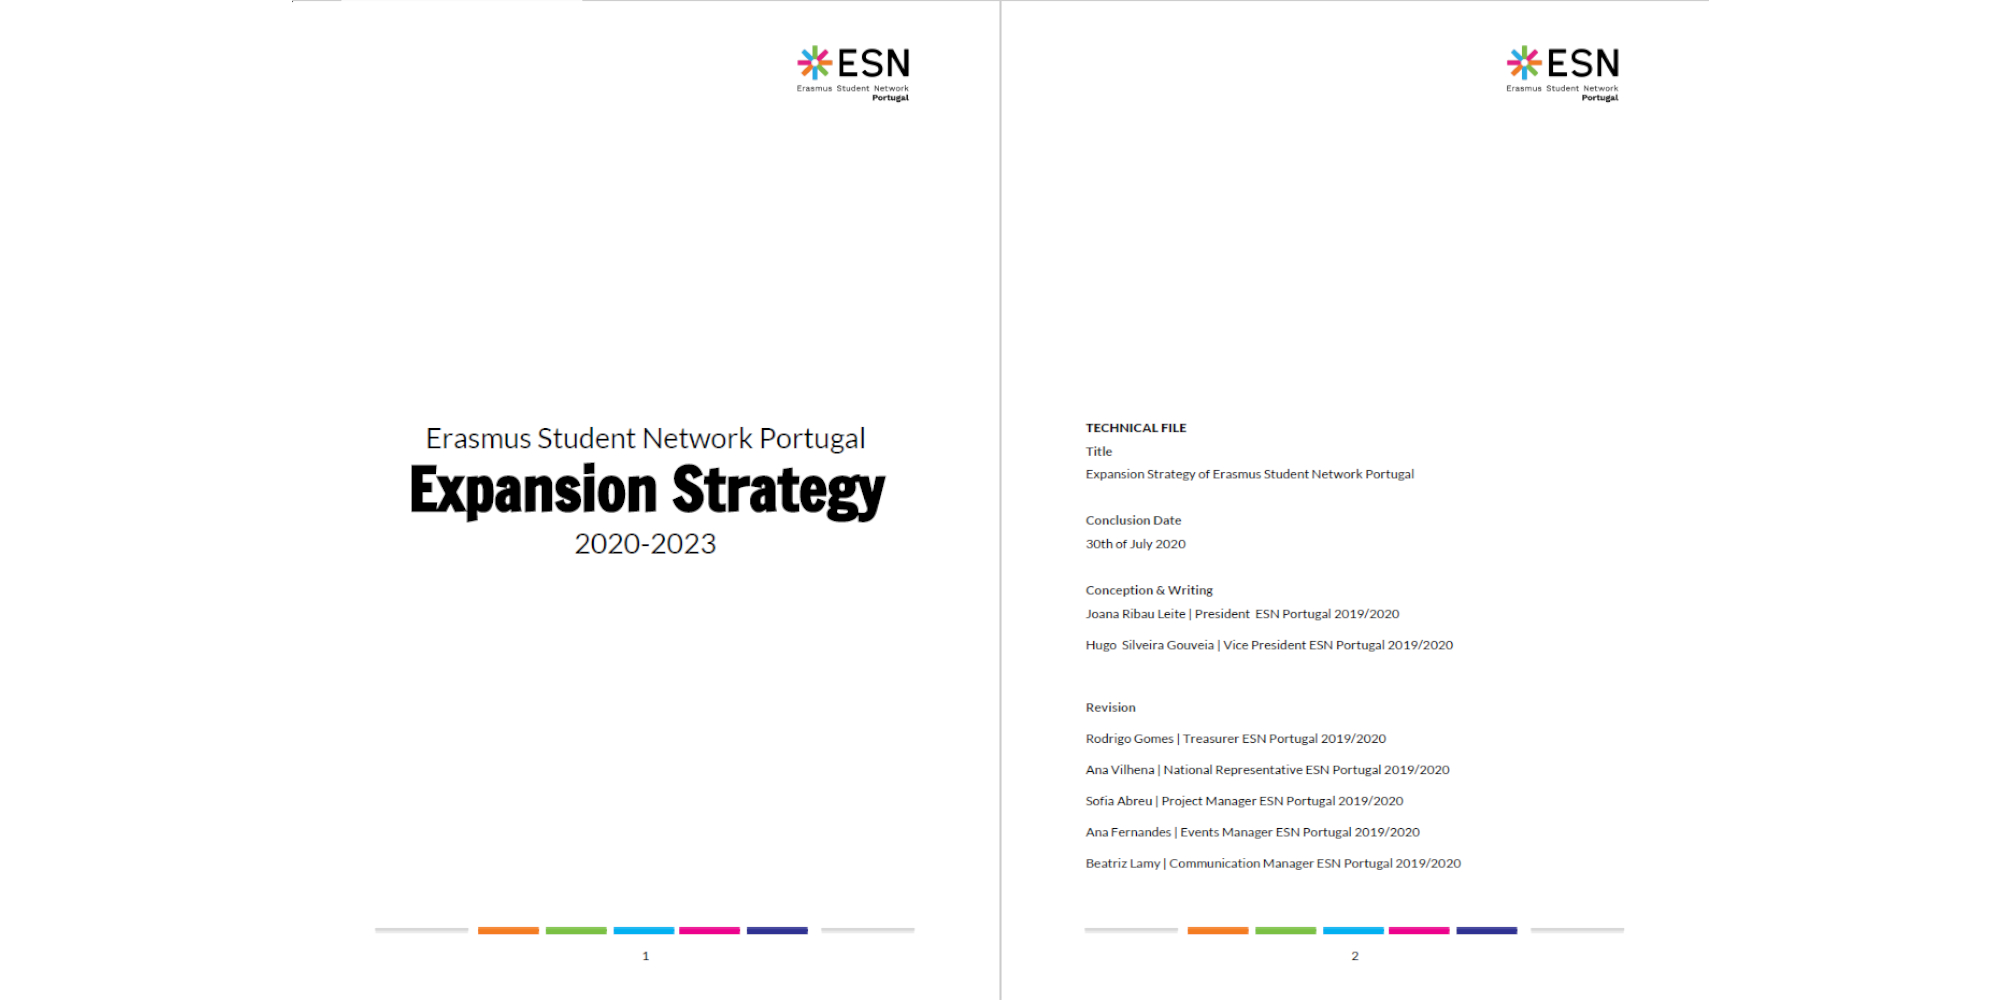 ESN
Erasmus Student Network
Portugal
Erasmus Student Network Portugal
Expansion Strategy
2020-2023
1
ESN
Erasmus Student Network
Portugal
TECHNICAL FILE
Title
Expansion Strategy of Erasmus Student Network Portugal
Conclusion Date
30th of July 2020
Conception & Writing
Joana Ribau Leite | President ESN Portugal 2019/2020
Hugo Silveira Gouveia | Vice President ESN Portugal 2019/2020
Revision
Rodrigo Gomes | Treasurer ESN Portugal 2019/2020
Ana Vilhena | National Representative ESN Portugal 2019/2020
Sofia Abreu | Project Manager ESN Portugal 2019/2020
Ana Fernandes | Events Manager ESN Portugal 2019/2020
Beatriz Lamy | Communication Manager ESN Portugal 2019/2020
2